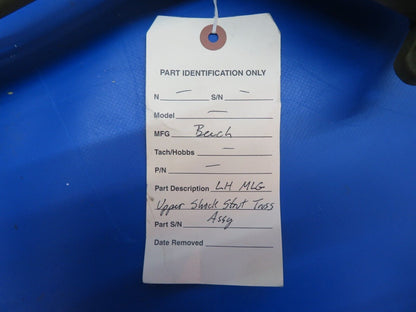 PART IDENTIFICATION ONLY
N — S/N —
Model —
MFG Beech
Tach/Hobbs —
P/N —
Part Description LH MLG
Upper Shock Strut Truss
Part S/N Assy
Date Removed